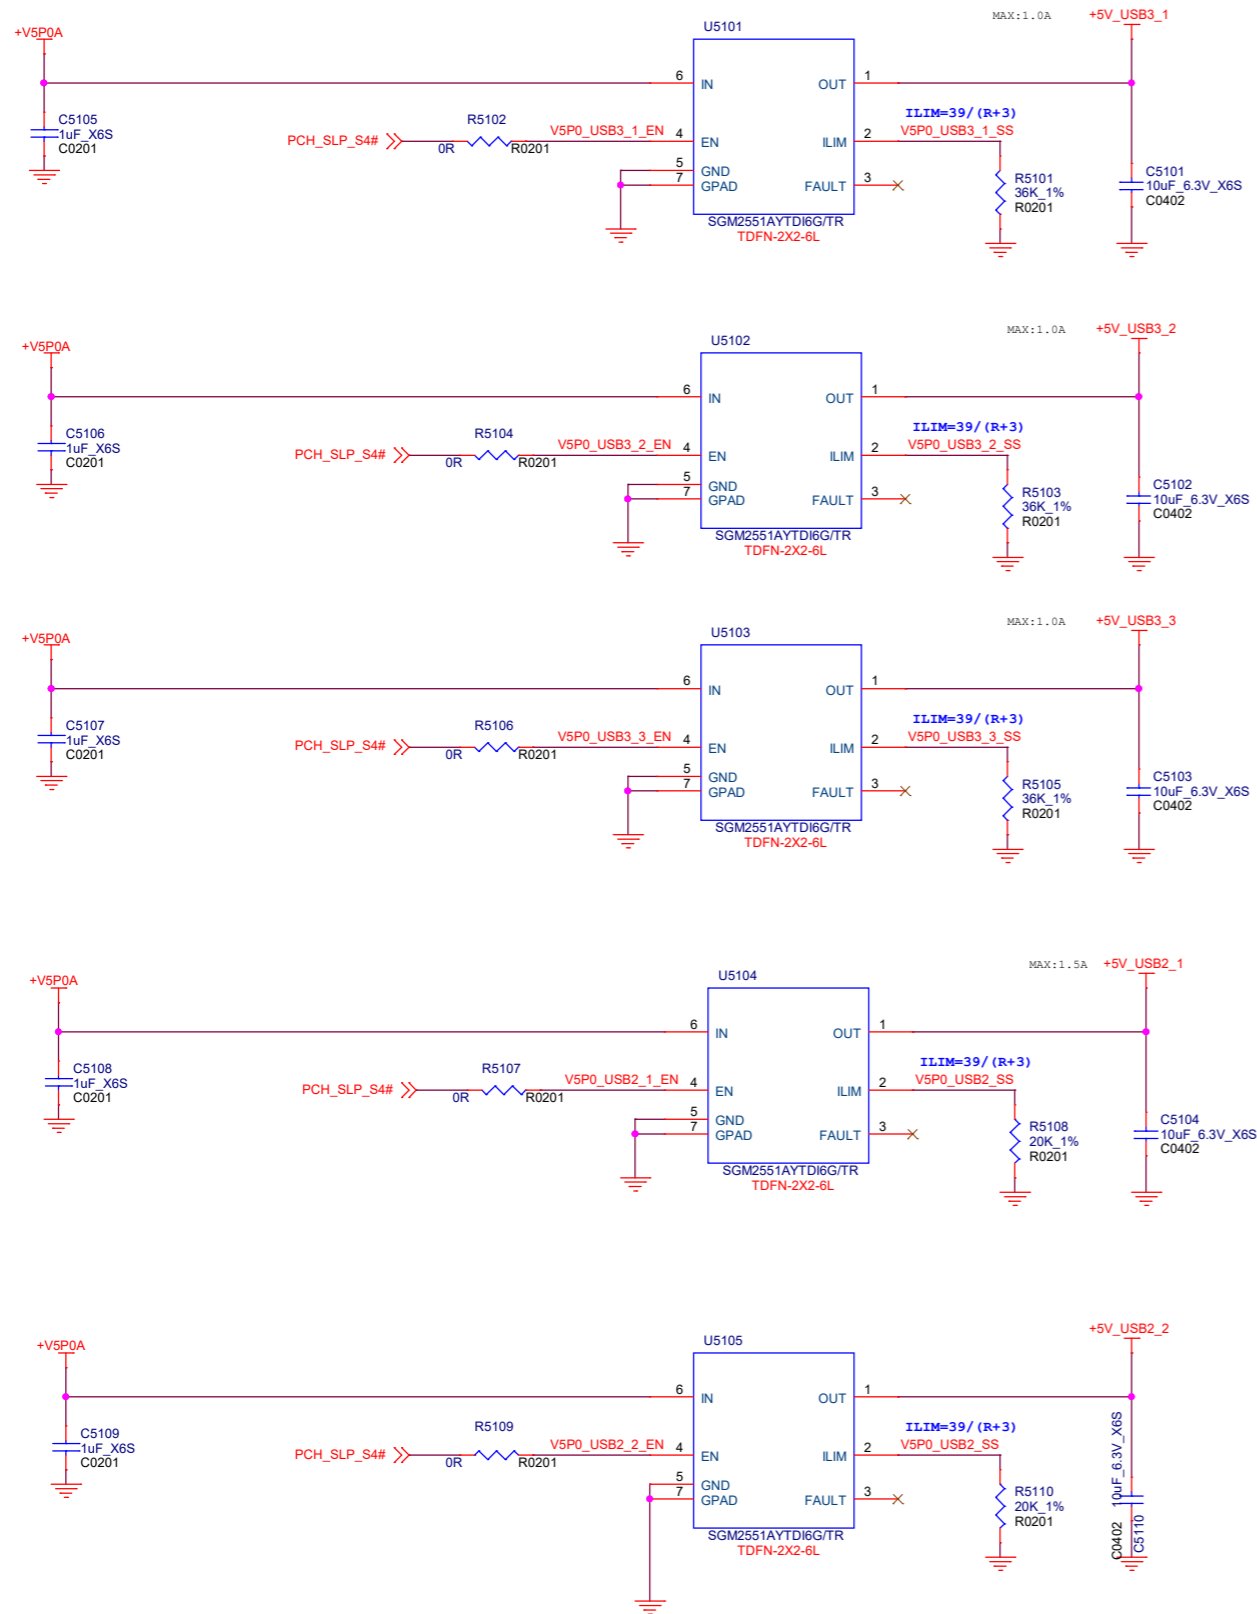 MAX:1.0A +5V_USB3_1
+V5P0A
U5101
6 IN OUT 1
C5105
1uF_X6S
C0201
ILIM=39/(R+3)
PCH_SLP_S4# R5102 V5P0_USB3_1_EN 4 EN ILIM 2 V5P0_USB3_1_SS
0R R0201
5 GND
7 GPAD FAULT 3
R5101
36K_1%
R0201
C5101
10uF_6.3V_X6S
C0402
SGM2551AYTDI6G/TR
TDFN-2X2-6L
MAX:1.0A +5V_USB3_2
+V5P0A
U5102
6 IN OUT 1
C5106
1uF_X6S
C0201
ILIM=39/(R+3)
PCH_SLP_S4# R5104 V5P0_USB3_2_EN 4 EN ILIM 2 V5P0_USB3_2_SS
0R R0201
5 GND
7 GPAD FAULT 3
R5103
36K_1%
R0201
C5102
10uF_6.3V_X6S
C0402
SGM2551AYTDI6G/TR
TDFN-2X2-6L
MAX:1.0A +5V_USB3_3
+V5P0A
U5103
6 IN OUT 1
C5107
1uF_X6S
C0201
ILIM=39/(R+3)
PCH_SLP_S4# R5106 V5P0_USB3_3_EN 4 EN ILIM 2 V5P0_USB3_3_SS
0R R0201
5 GND
7 GPAD FAULT 3
R5105
36K_1%
R0201
C5103
10uF_6.3V_X6S
C0402
SGM2551AYTDI6G/TR
TDFN-2X2-6L
MAX:1.5A +5V_USB2_1
+V5P0A
U5104
6 IN OUT 1
C5108
1uF_X6S
C0201
ILIM=39/(R+3)
PCH_SLP_S4# R5107 V5P0_USB2_1_EN 4 EN ILIM 2 V5P0_USB2_SS
0R R0201
5 GND
7 GPAD FAULT 3
R5108
20K_1%
R0201
C5104
10uF_6.3V_X6S
C0402
SGM2551AYTDI6G/TR
TDFN-2X2-6L
+5V_USB2_2
+V5P0A
U5105
6 IN OUT 1
C5109
1uF_X6S
C0201
ILIM=39/(R+3)
PCH_SLP_S4# R5109 V5P0_USB2_2_EN 4 EN ILIM 2 V5P0_USB2_SS
0R R0201
5 GND
7 GPAD FAULT 3
R5110
20K_1%
R0201
C0402 10uF_6.3V_X6S
C5110
SGM2551AYTDI6G/TR
TDFN-2X2-6L